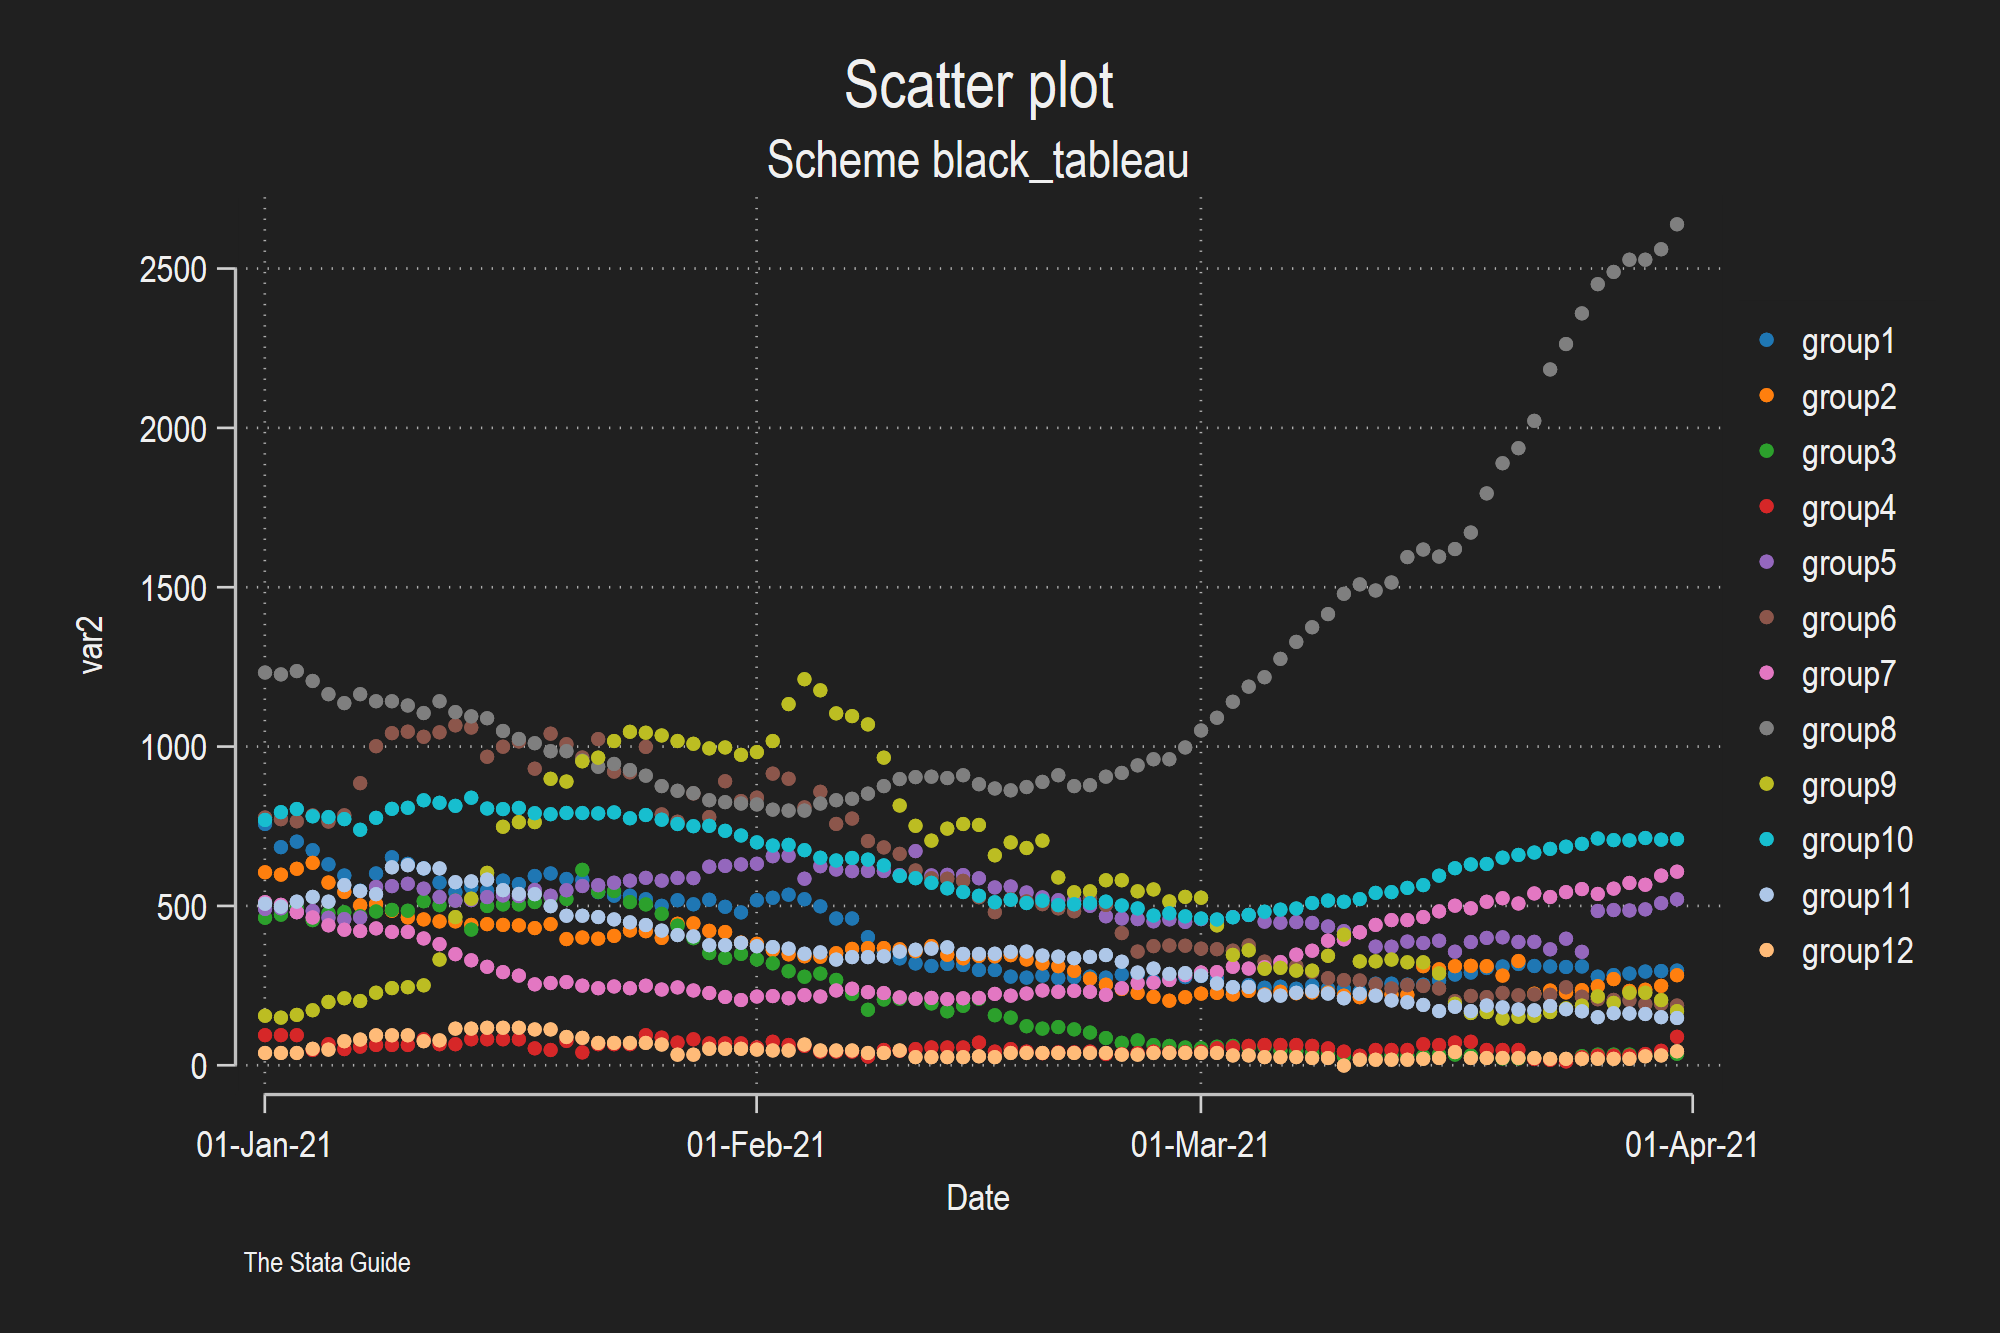 Scatter plot
Scheme black_tableau
2500
2000
1500
1000
500
0
var2
01-Jan-21
01-Feb-21
01-Mar-21
01-Apr-21
Date
group1
group2
group3
group4
group5
group6
group7
group8
group9
group10
group11
group12
The Stata Guide